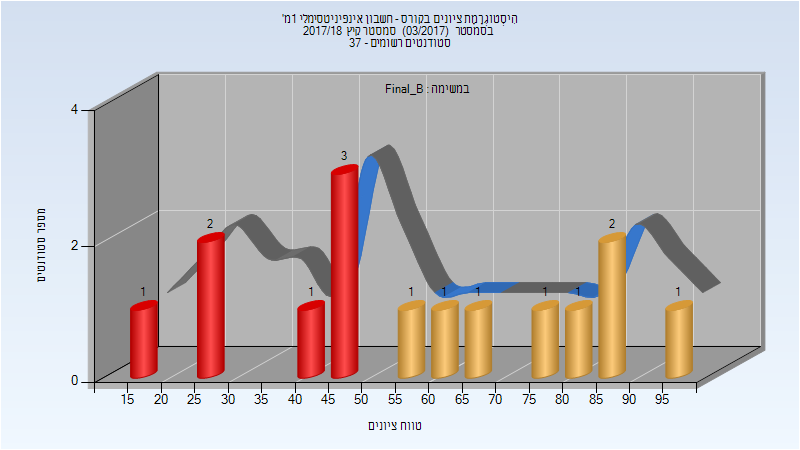 היסטוגרמת ציונים בקורס - חשבון אינפיניטסימלי 1מ'
בסמסטר (03/2017) סמסטר קיץ 2017/18
סטודנטים רשומים - 37
במשימה : Final_B
4
2
0
מספר סטודנטים
1
2
1
3
1
1
1
1
1
2
1
15 20 25 30 35 40 45 50 55 60 65 70 75 80 85 90 95
טווח ציונים